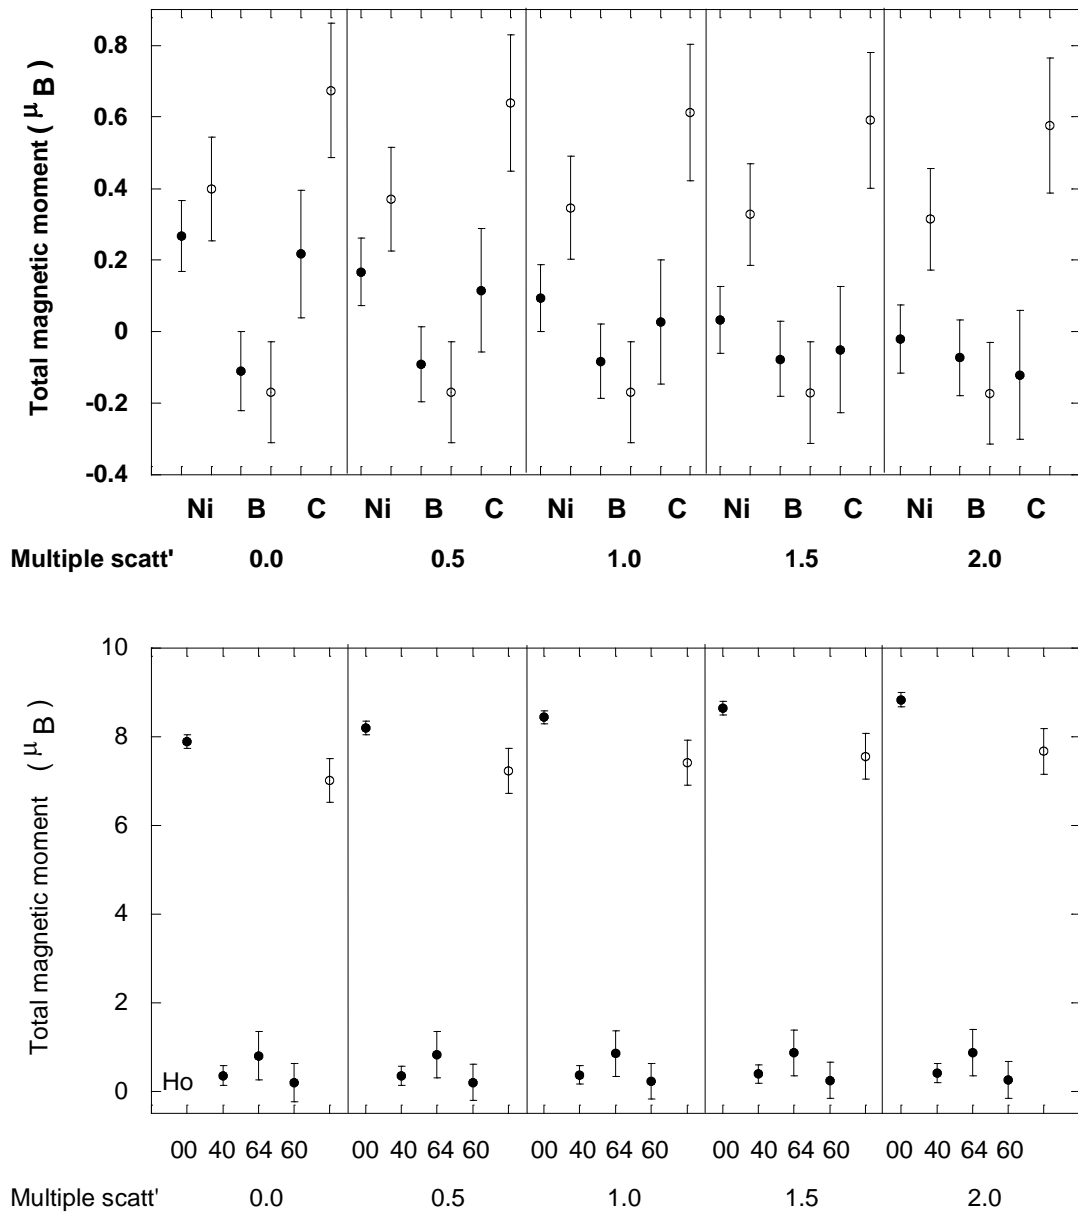 Total magnetic moment ( μ B )
0.8
0.6
0.4
0.2
0
-0.2
-0.4
Ni B C Ni B C Ni B C Ni B C Ni B C
Multiple scatt' 0.0 0.5 1.0 1.5 2.0
Total magnetic moment ( μ B )
10
8
6
4
2
0
Ho
00 40 64 60 00 40 64 60 00 40 64 60 00 40 64 60 00 40 64 60
Multiple scatt' 0.0 0.5 1.0 1.5 2.0